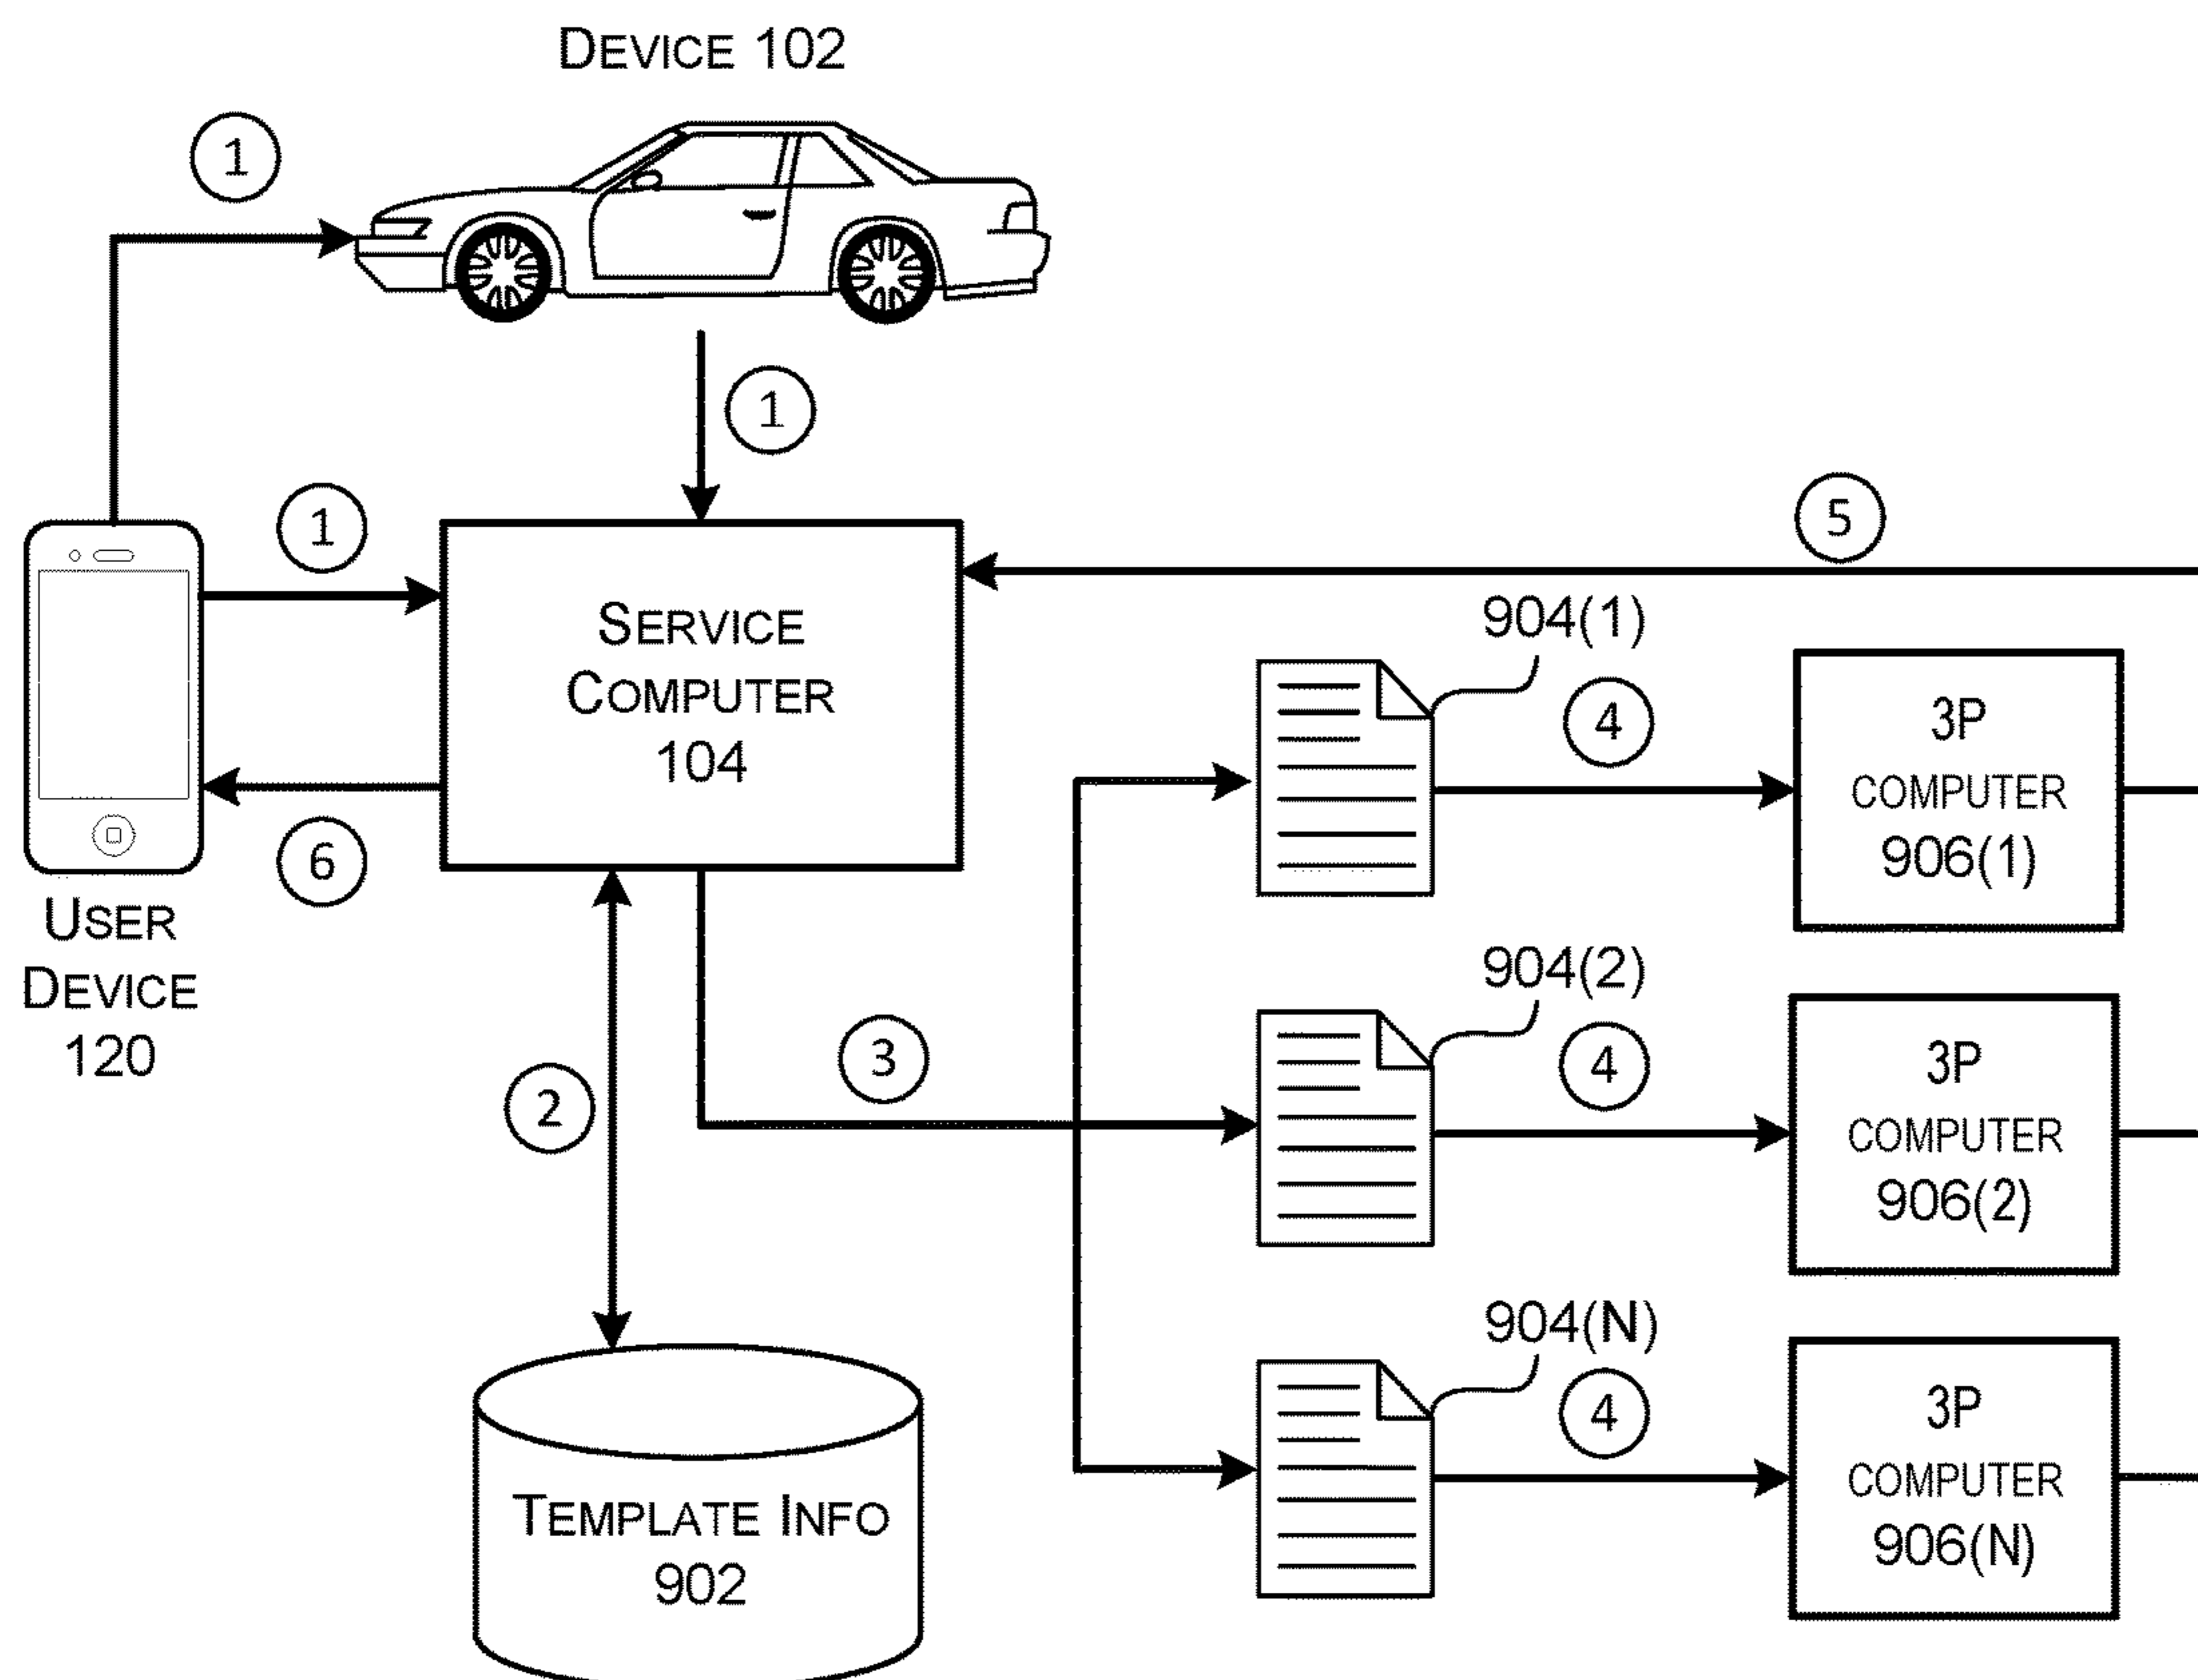 DEVICE 102
1
1
1
5
SERVICE
COMPUTER
104
904(1)
4
3P
COMPUTER
906(1)
6
USER
DEVICE
120
904(2)
3
4
3P
COMPUTER
906(2)
2
904(N)
4
3P
COMPUTER
906(N)
TEMPLATE INFO
902